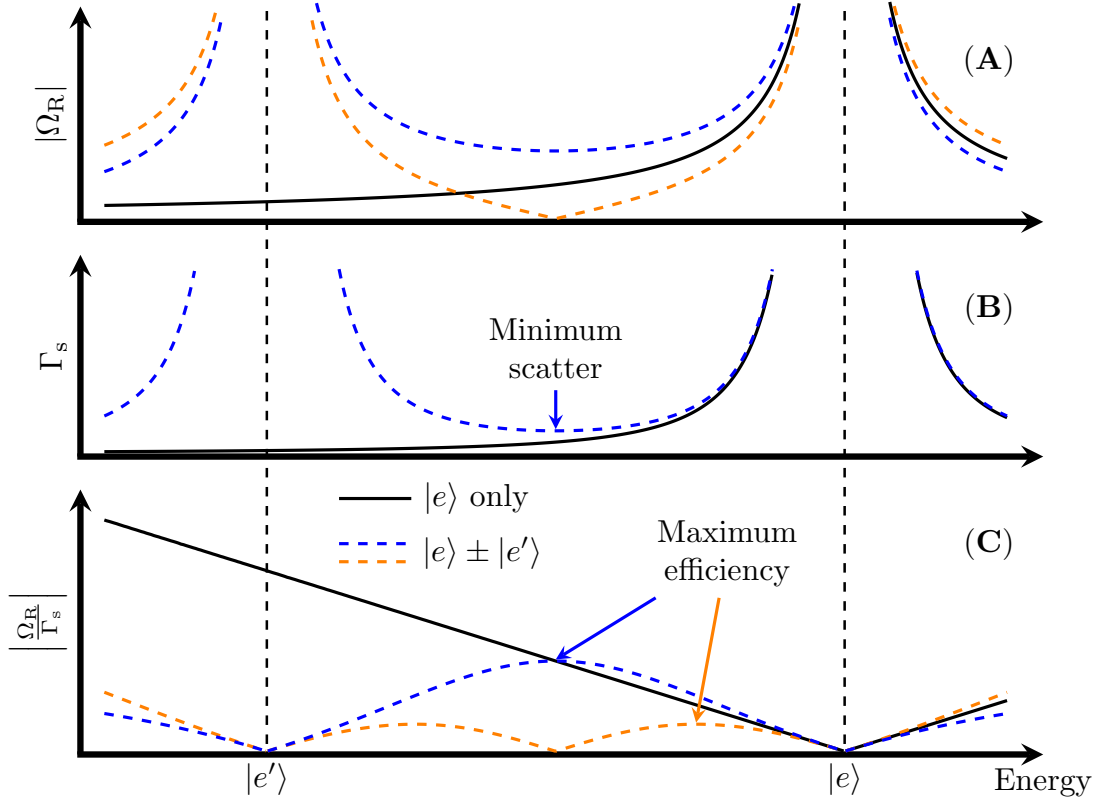 |Ω_R|
(A)
Γ_s
(B)
Minimum
scatter
|Ω_R/Γ_s|
(C)
|e⟩ only
|e⟩ ± |e′⟩
Maximum
efficiency
|e′⟩
|e⟩
Energy